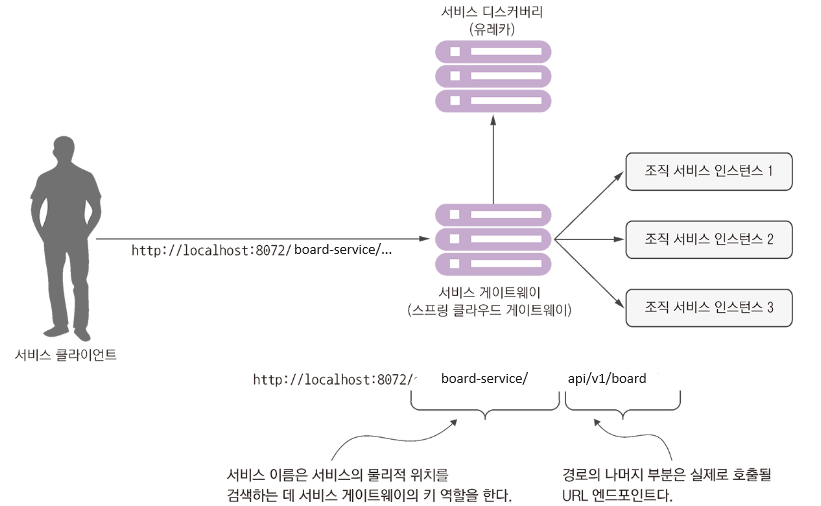 서비스 디스커버리
(유레카)
조직 서비스 인스턴스 1
http://localhost:8072/ board-service/...
조직 서비스 인스턴스 2
서비스 게이트웨이
(스프링 클라우드 게이트웨이)
조직 서비스 인스턴스 3
서비스 클라이언트
http://localhost:8072/ board-service/ api/v1/board
서비스 이름은 서비스의 물리적 위치를
검색하는 데 서비스 게이트웨이의 키 역할을 한다.
경로의 나머지 부분은 실제로 호출될
URL 엔드포인트다.